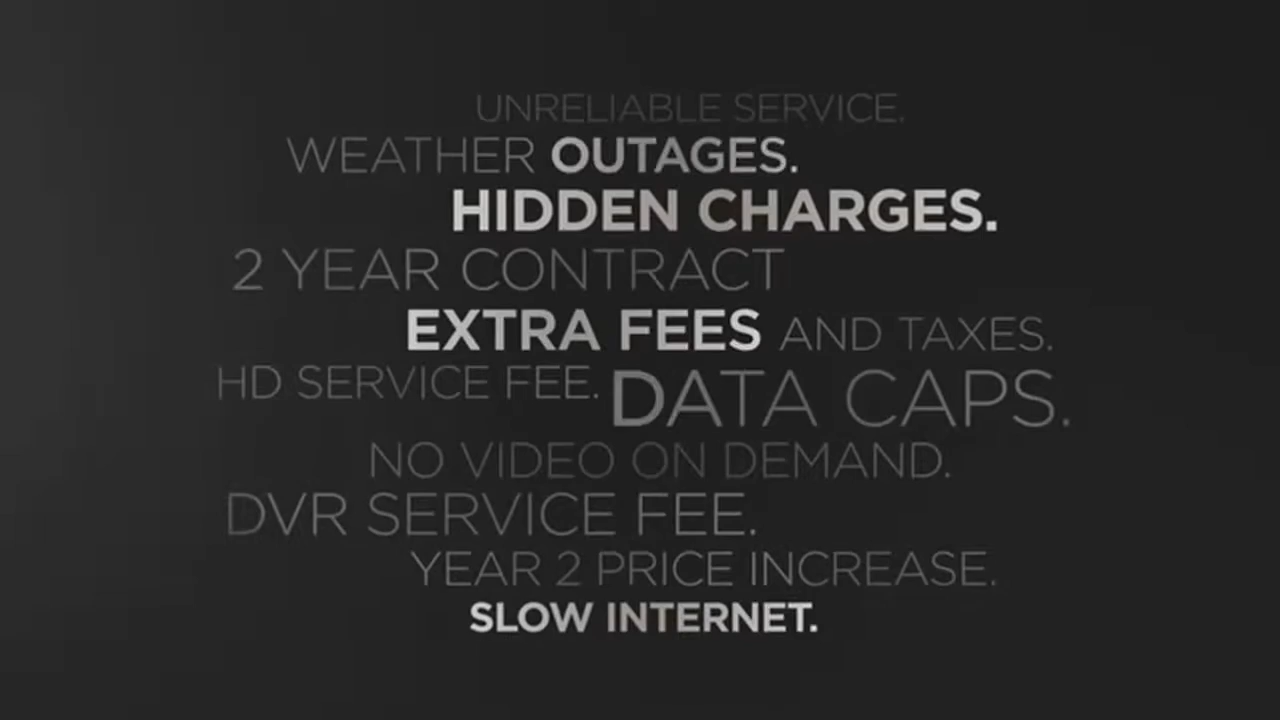 UNRELIABLE SERVICE.
WEATHER OUTAGES.
HIDDEN CHARGES.
2 YEAR CONTRACT
EXTRA FEES AND TAXES.
HD SERVICE FEE. DATA CAPS.
NO VIDEO ON DEMAND.
DVR SERVICE FEE.
YEAR 2 PRICE INCREASE.
SLOW INTERNET.